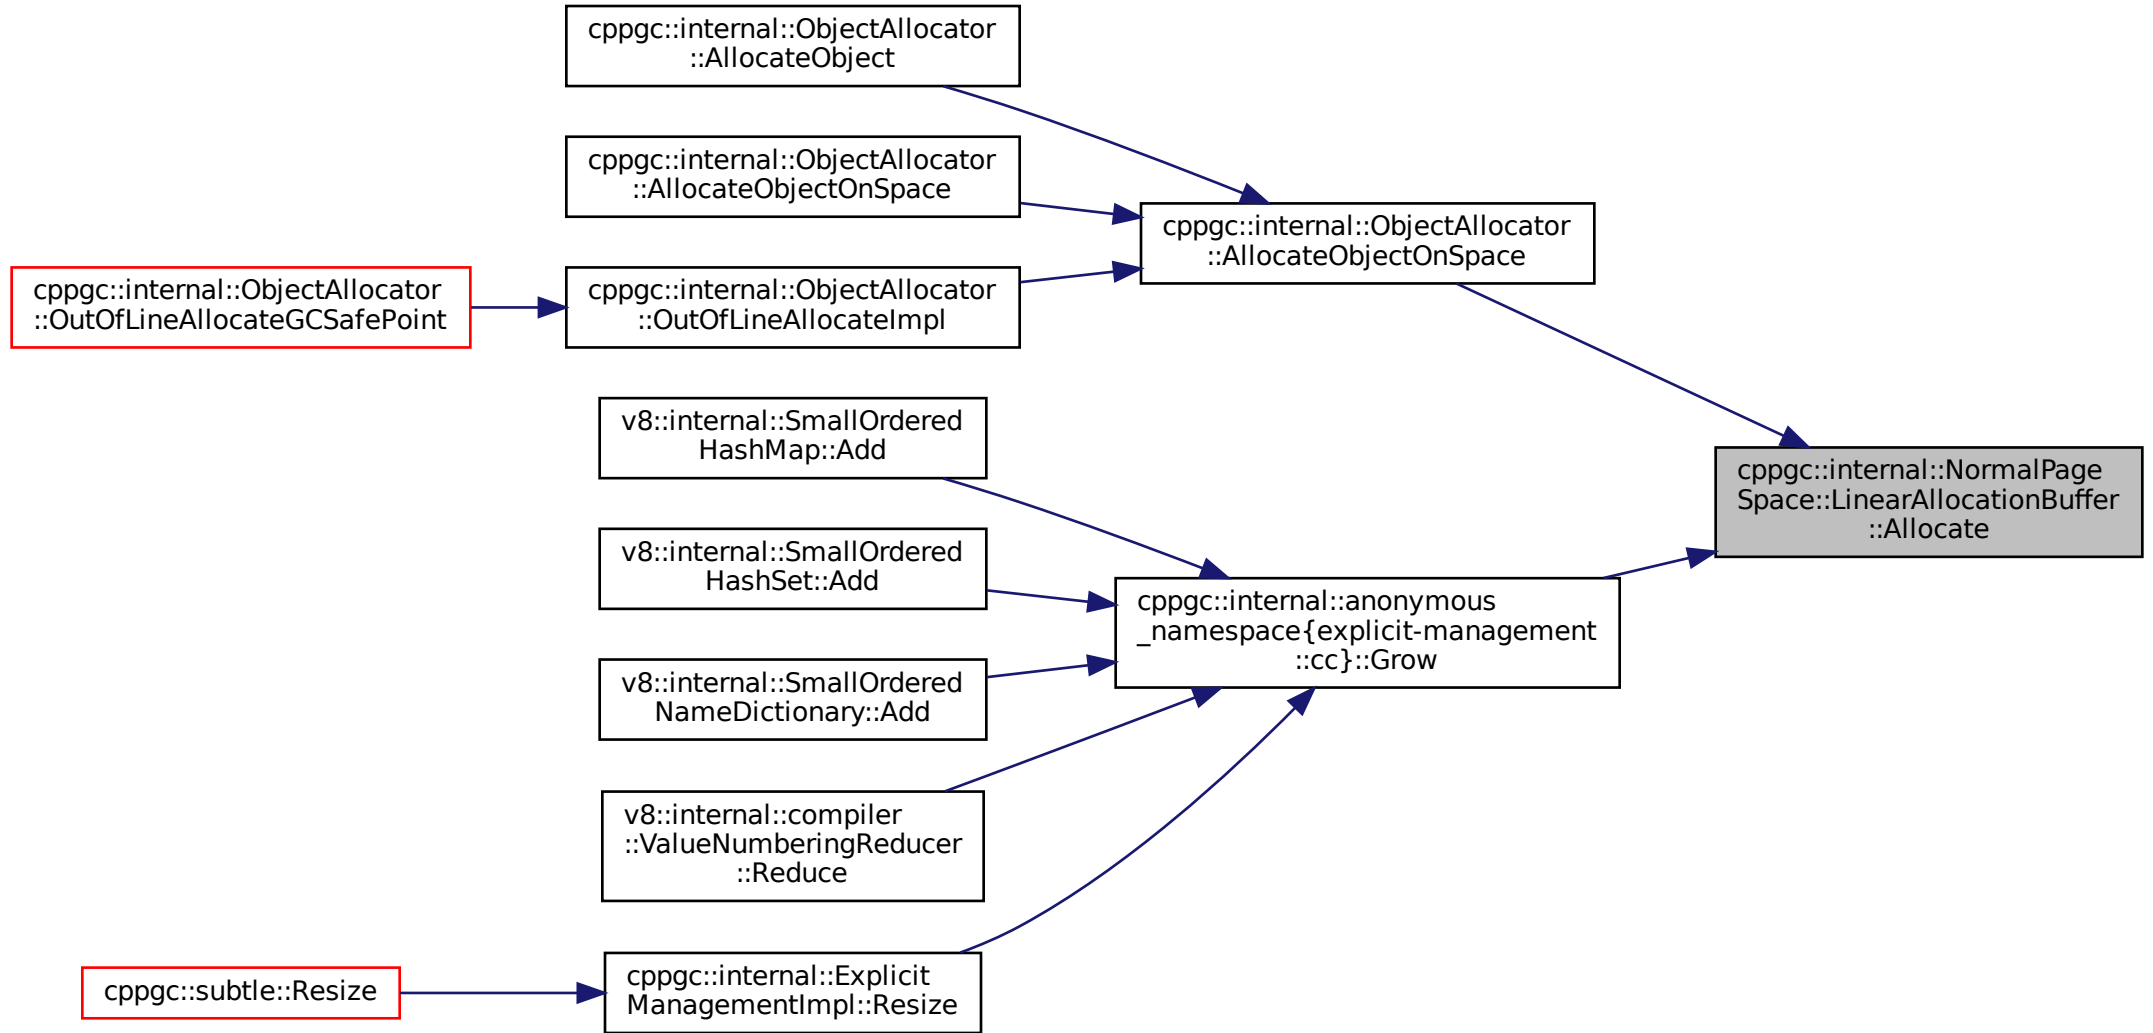 cppgc::internal::ObjectAllocator
::AllocateObject
cppgc::internal::ObjectAllocator
::AllocateObjectOnSpace
cppgc::internal::ObjectAllocator
::AllocateObjectOnSpace
cppgc::internal::ObjectAllocator
::OutOfLineAllocateGCSafePoint
cppgc::internal::ObjectAllocator
::OutOfLineAllocateImpl
v8::internal::SmallOrdered
HashMap::Add
cppgc::internal::NormalPage
Space::LinearAllocationBuffer
::Allocate
v8::internal::SmallOrdered
HashSet::Add
cppgc::internal::anonymous
_namespace{explicit-management
::cc}::Grow
v8::internal::SmallOrdered
NameDictionary::Add
v8::internal::compiler
::ValueNumberingReducer
::Reduce
cppgc::subtle::Resize
cppgc::internal::Explicit
ManagementImpl::Resize